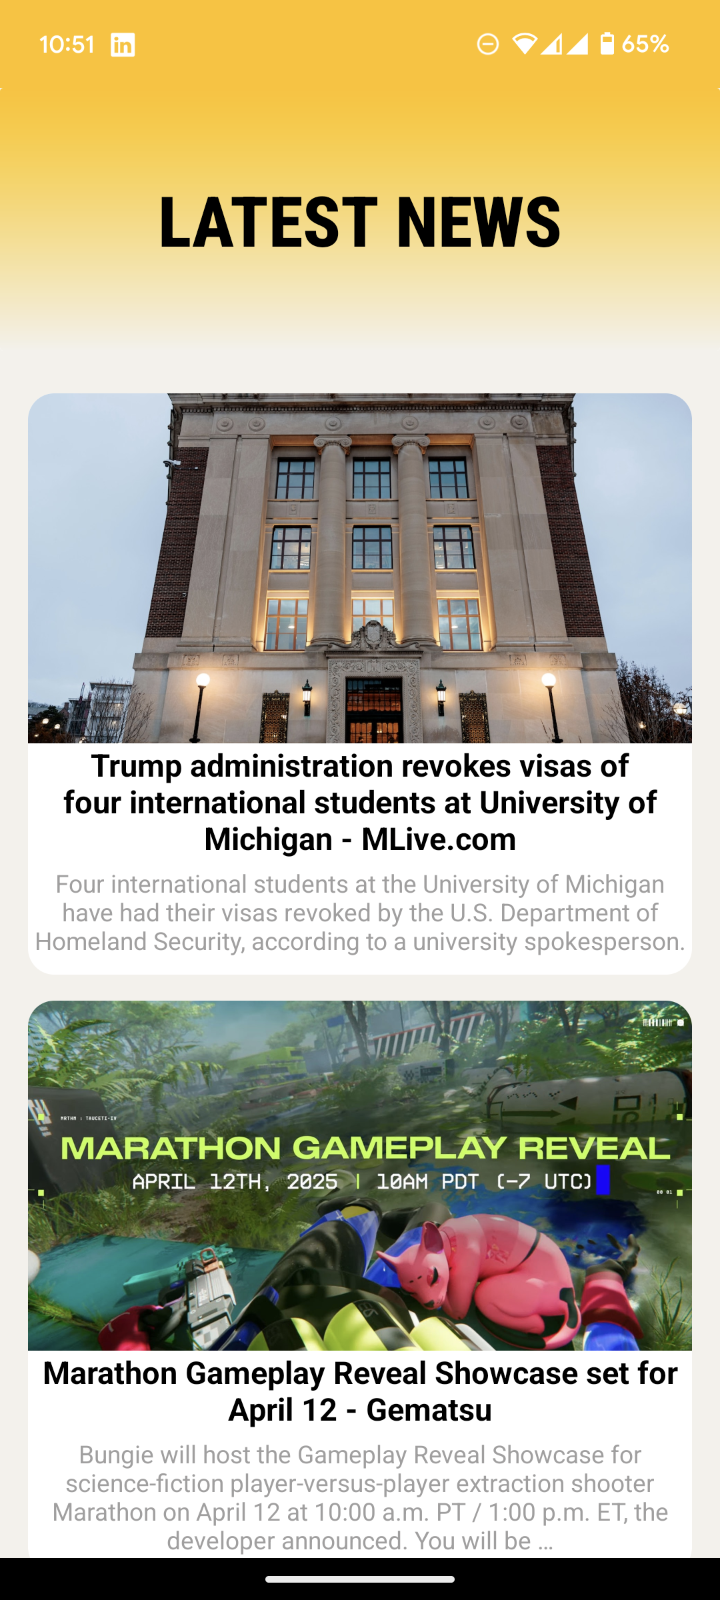 10:51 in 65%
LATEST NEWS
Trump administration revokes visas of
four international students at University of
Michigan - MLive.com
Four international students at the University of Michigan
have had their visas revoked by the U.S. Department of
Homeland Security, according to a university spokesperson.
MARATHON GAMEPLAY REVEAL
APRIL 12TH, 2025 | 10AM PDT (-7 UTC)
Marathon Gameplay Reveal Showcase set for
April 12 - Gematsu
Bungie will host the Gameplay Reveal Showcase for
science-fiction player-versus-player extraction shooter
Marathon on April 12 at 10:00 a.m. PT / 1:00 p.m. ET, the
developer announced. You will be ...